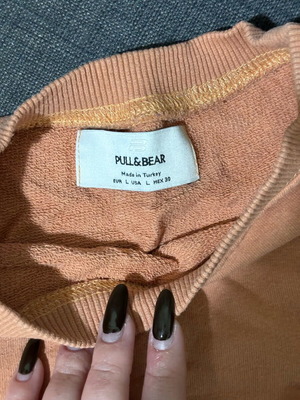 PULL&BEAR
Made in Turkey
EUR L USA L MEX 30